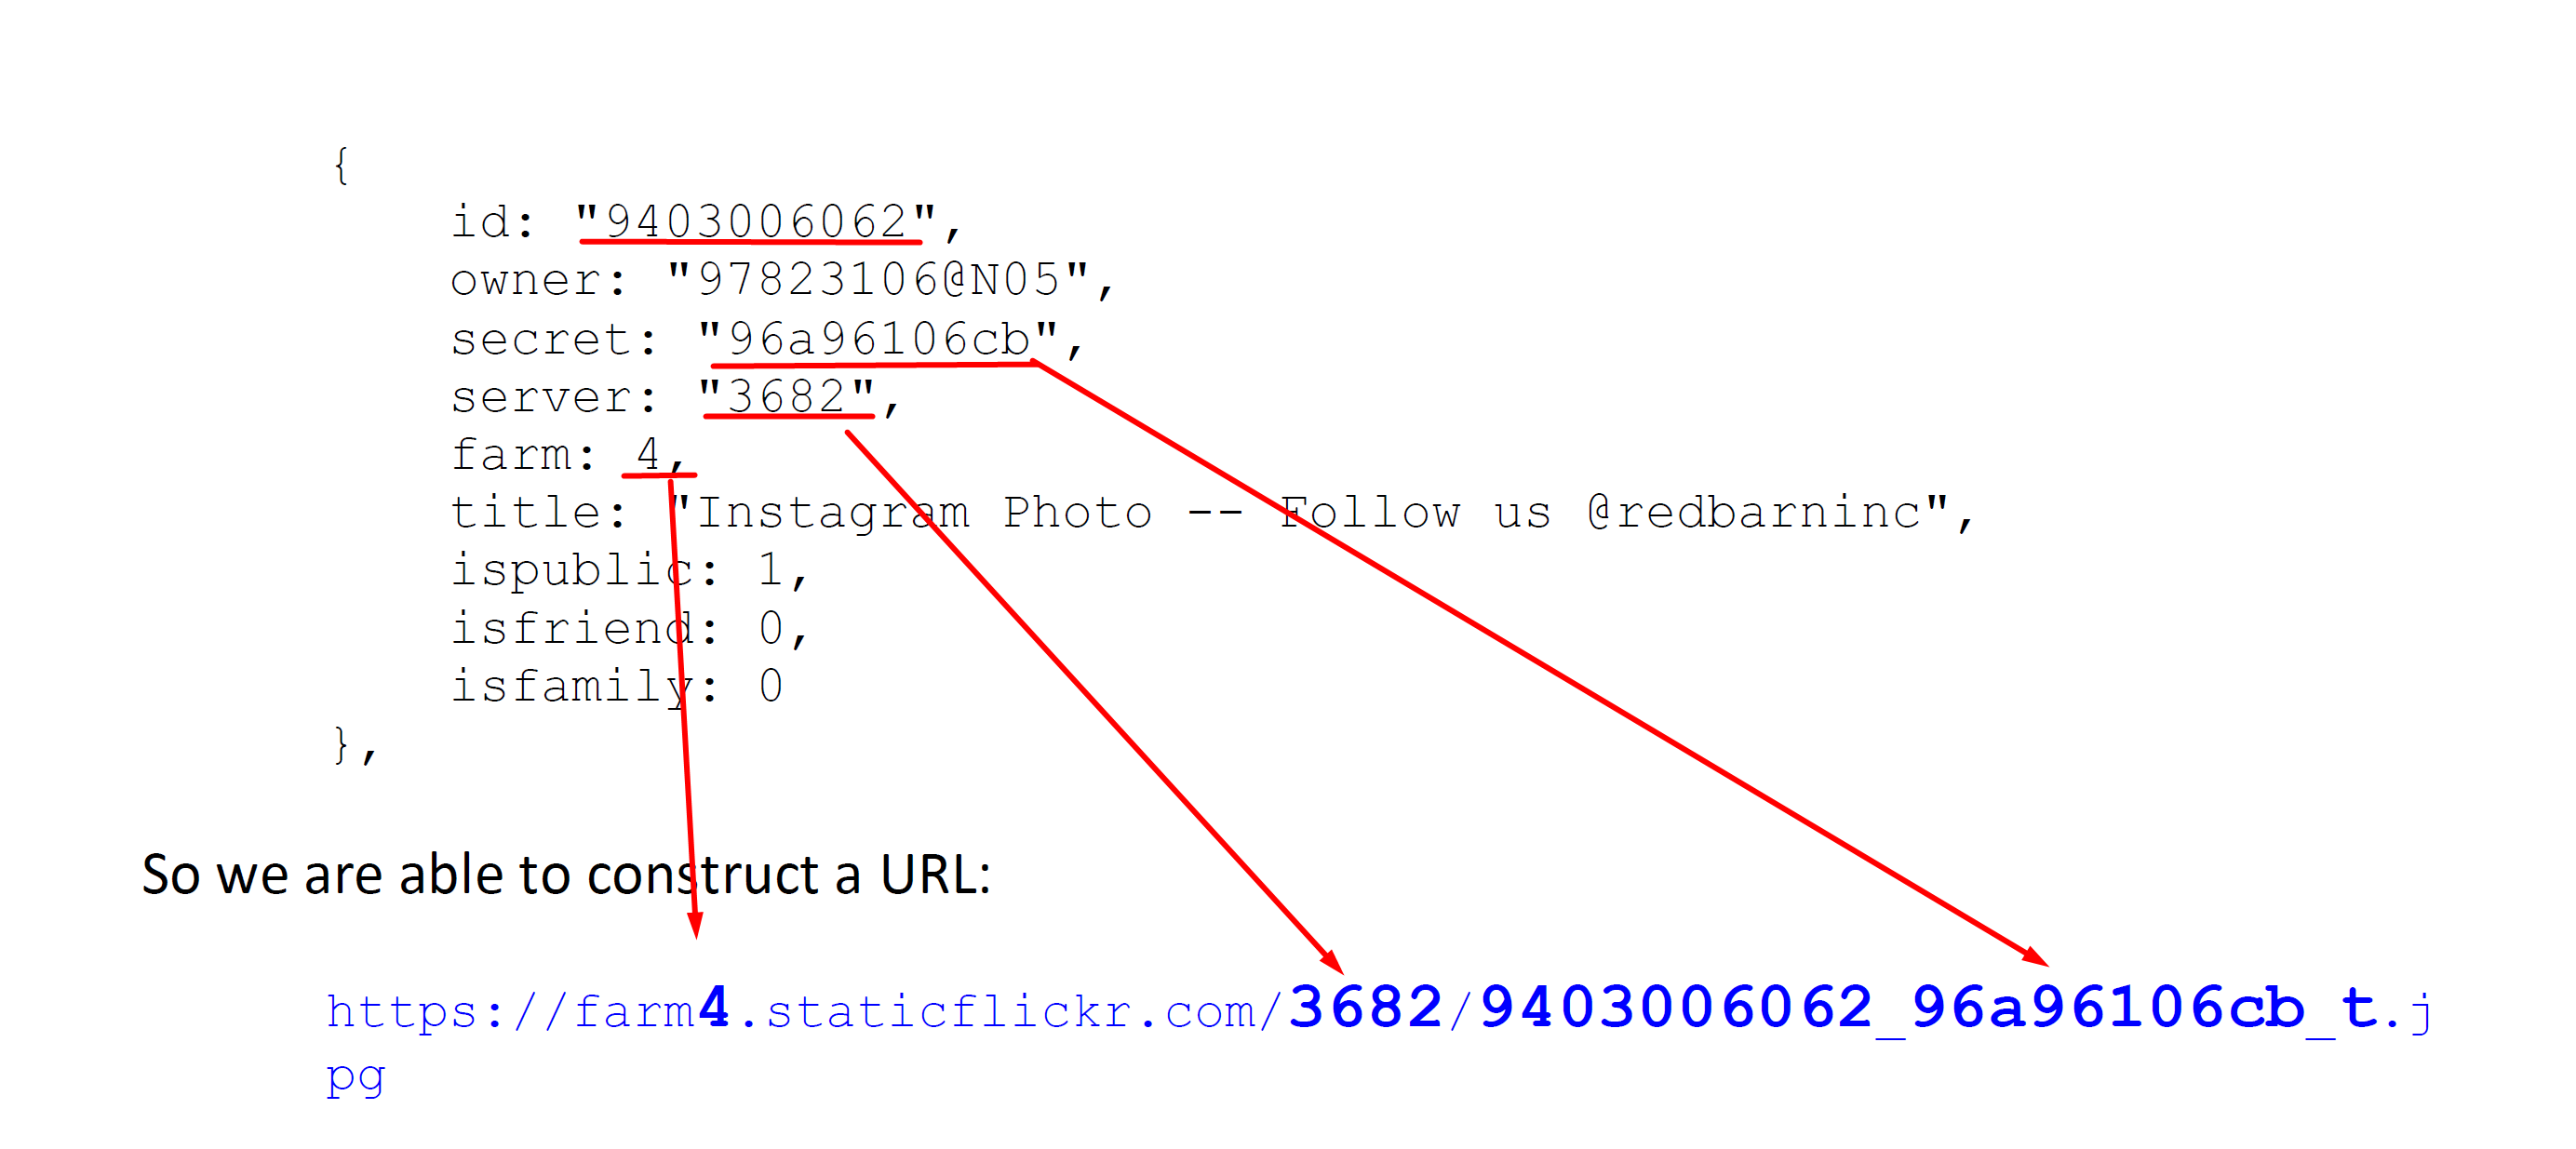 {
id: "9403006062",
owner: "97823106@N05",
secret: "96a96106cb",
server: "3682",
farm: 4,
title: "Instagram Photo -- Follow us @redbarninc",
ispublic: 1,
isfriend: 0,
isfamily: 0
},
So we are able to construct a URL:
https://farm4.staticflickr.com/3682/9403006062_96a96106cb_t.j
pg